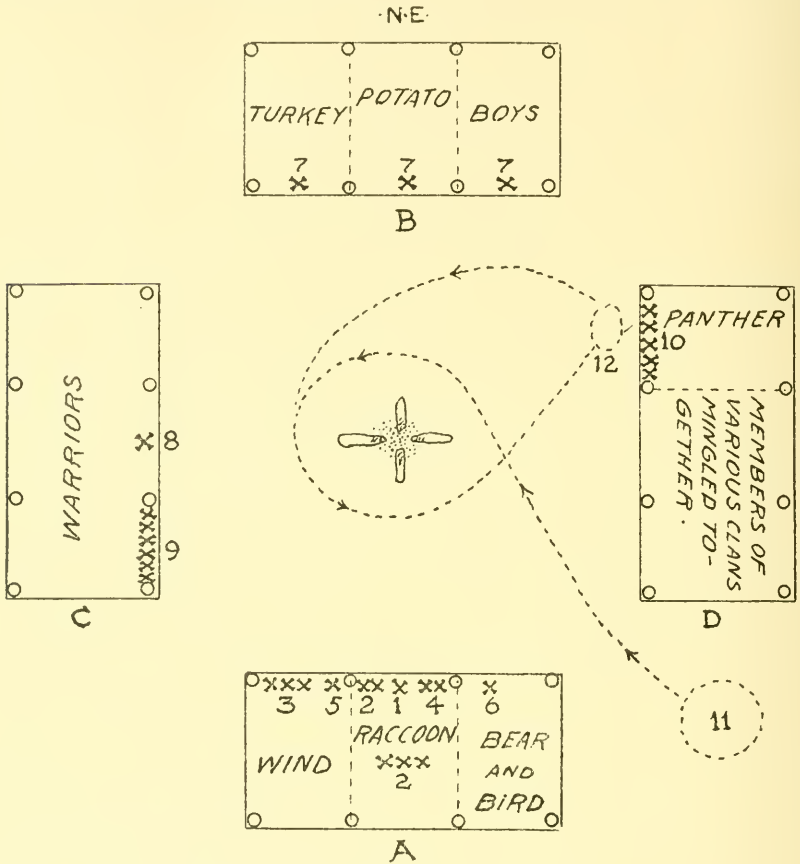 ·N·E·
TURKEY
POTATO
BOYS
7
7
7
B
WARRIORS
8
9
C
PANTHER
10
12
MEMBERS OF
VARIOUS CLANS
MINGLED TO-
GETHER.
D
11
3
5
2
1
4
6
WIND
RACCOON
2
BEAR
AND
BIRD
A